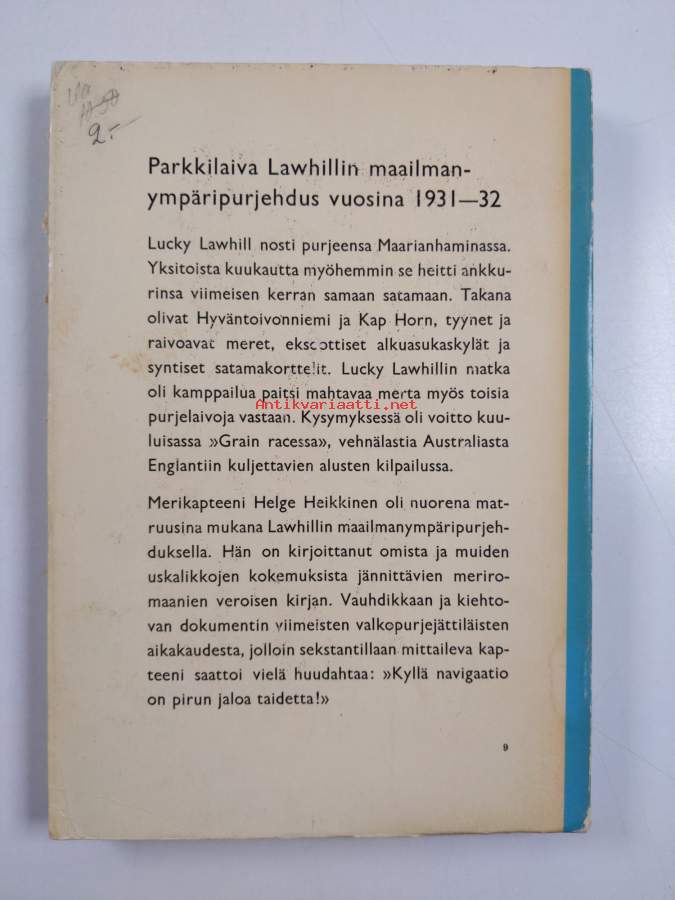 2.-
Parkkilaiva Lawhillin maailman-
ympäripurjehdus vuosina 1931—32
Lucky Lawhill nosti purjeensa Maarianhaminassa.
Yksitoista kuukautta myöhemmin se heitti ankku-
rinsa viimeisen kerran samaan satamaan. Takana
olivat Hyväntoivonniemi ja Kap Horn, tyynet ja
raivoavat meret, eksoottiset alkuasukaskylät ja
syntiset satamakorttelit. Lucky Lawhillin matka
oli kamppailua paitsi mahtavaa merta myös toisia
Antikvariaatti.net
purjelaivoja vastaan. Kysymyksessä oli voitto kuu-
luisassa »Grain racessa», vehnälastia Australiasta
Englantiin kuljettavien alusten kilpailussa.
Merikapteeni Helge Heikkinen oli nuorena mat-
ruusina mukana Lawhillin maailmanympäripurjeh-
duksella. Hän on kirjoittanut omista ja muiden
uskalikkojen kokemuksista jännittävien meriro-
maanien veroisen kirjan. Vauhdikkaan ja kiehto-
van dokumentin viimeisten valkopurjejättiläisten
aikakaudesta, jolloin sekstantillaan mittaileva kap-
teeni saattoi vielä huudahtaa: »Kyllä navigaatio
on pirun jaloa taidetta!»
9